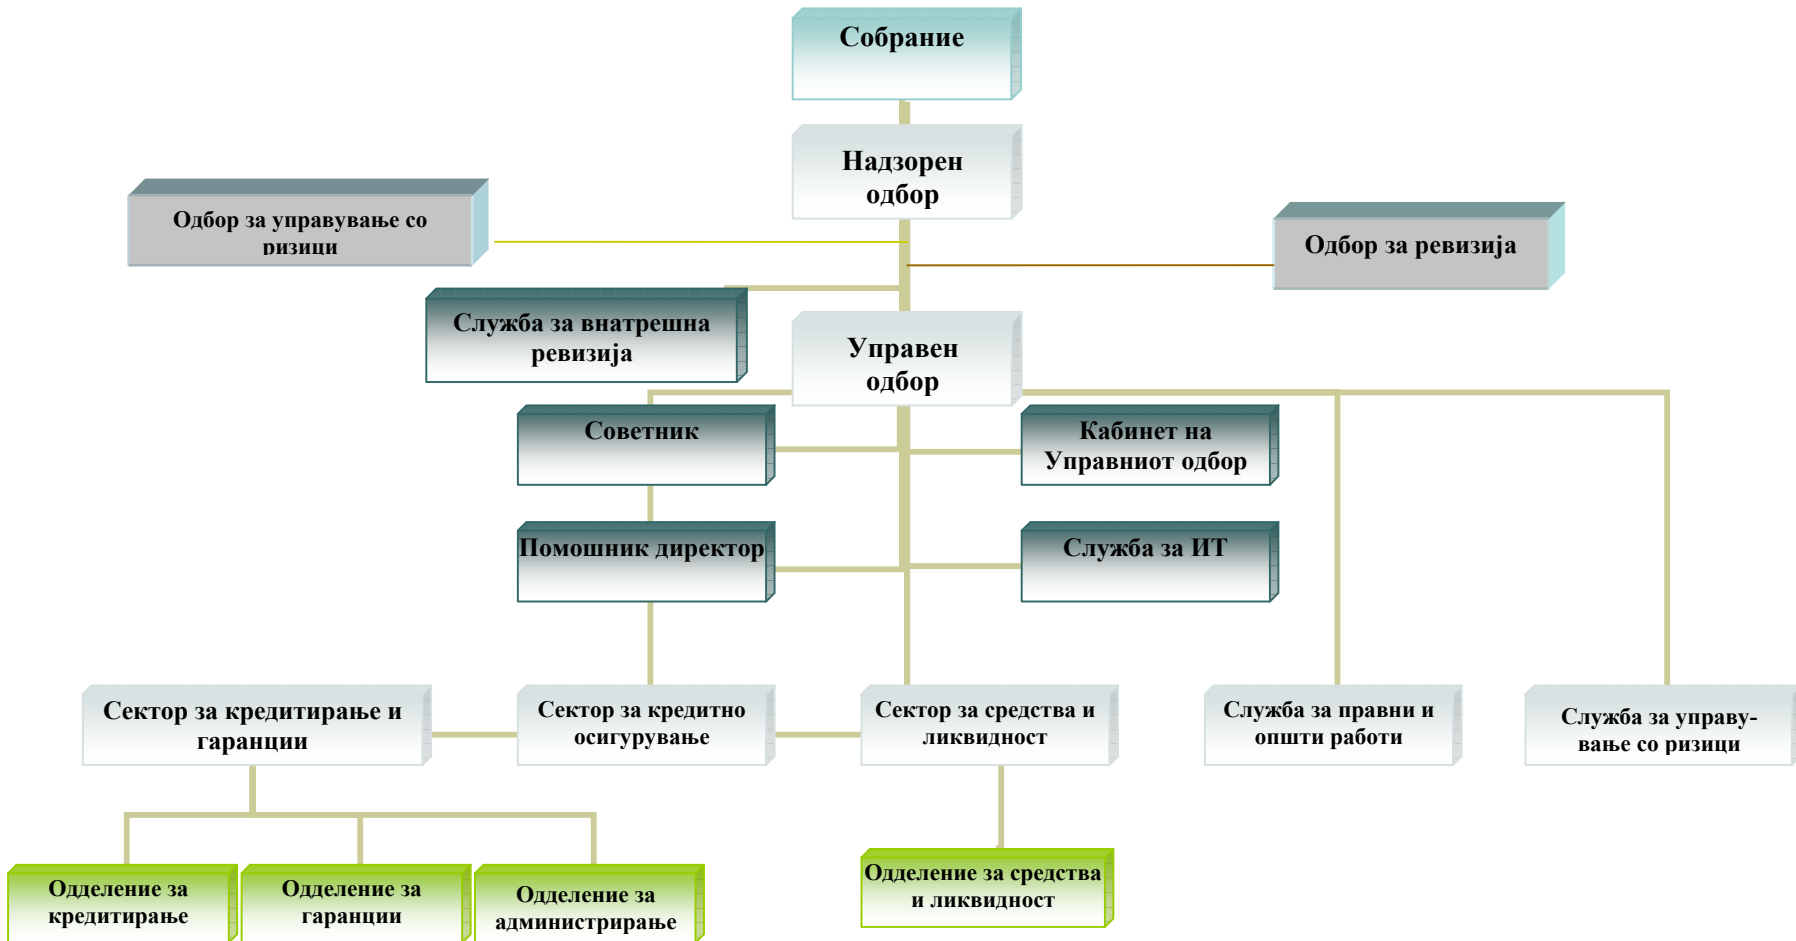 Собрание
Надзорен
одбор
Одбор за управување со
ризици
Одбор за ревизија
Служба за внатрешна
ревизија
Управен
одбор
Советник
Кабинет на
Управниот одбор
Помошник директор
Служба за ИТ
Сектор за кредитирање и
гаранции
Сектор за кредитно
осигурување
Сектор за средства и
ликвидност
Служба за правни и
општи работи
Служба за управу-
вање со ризици
Одделение за
кредитирање
Одделение за
гаранции
Одделение за
администрирање
Одделение за средства
и ликвидност